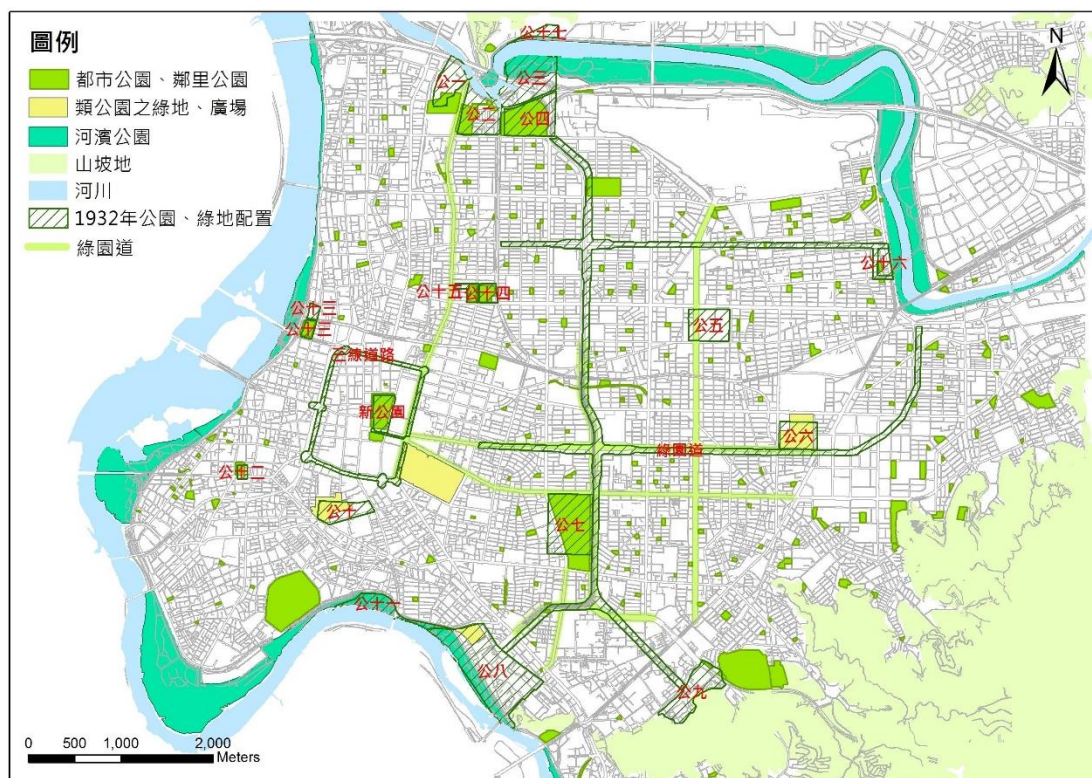 圖例
都市公園、鄰里公園
類公園之綠地、廣場
河濱公園
山坡地
河川
1932年公園、綠地配置
綠園道
N
公十七
公一
公三
公二
公四
公十六
公十五
公十四
公十三
公十三
公五
三線道路
新公園
公六
綠園道
公十二
公十
公七
公十一
公八
公九
0 500 1,000 2,000
Meters